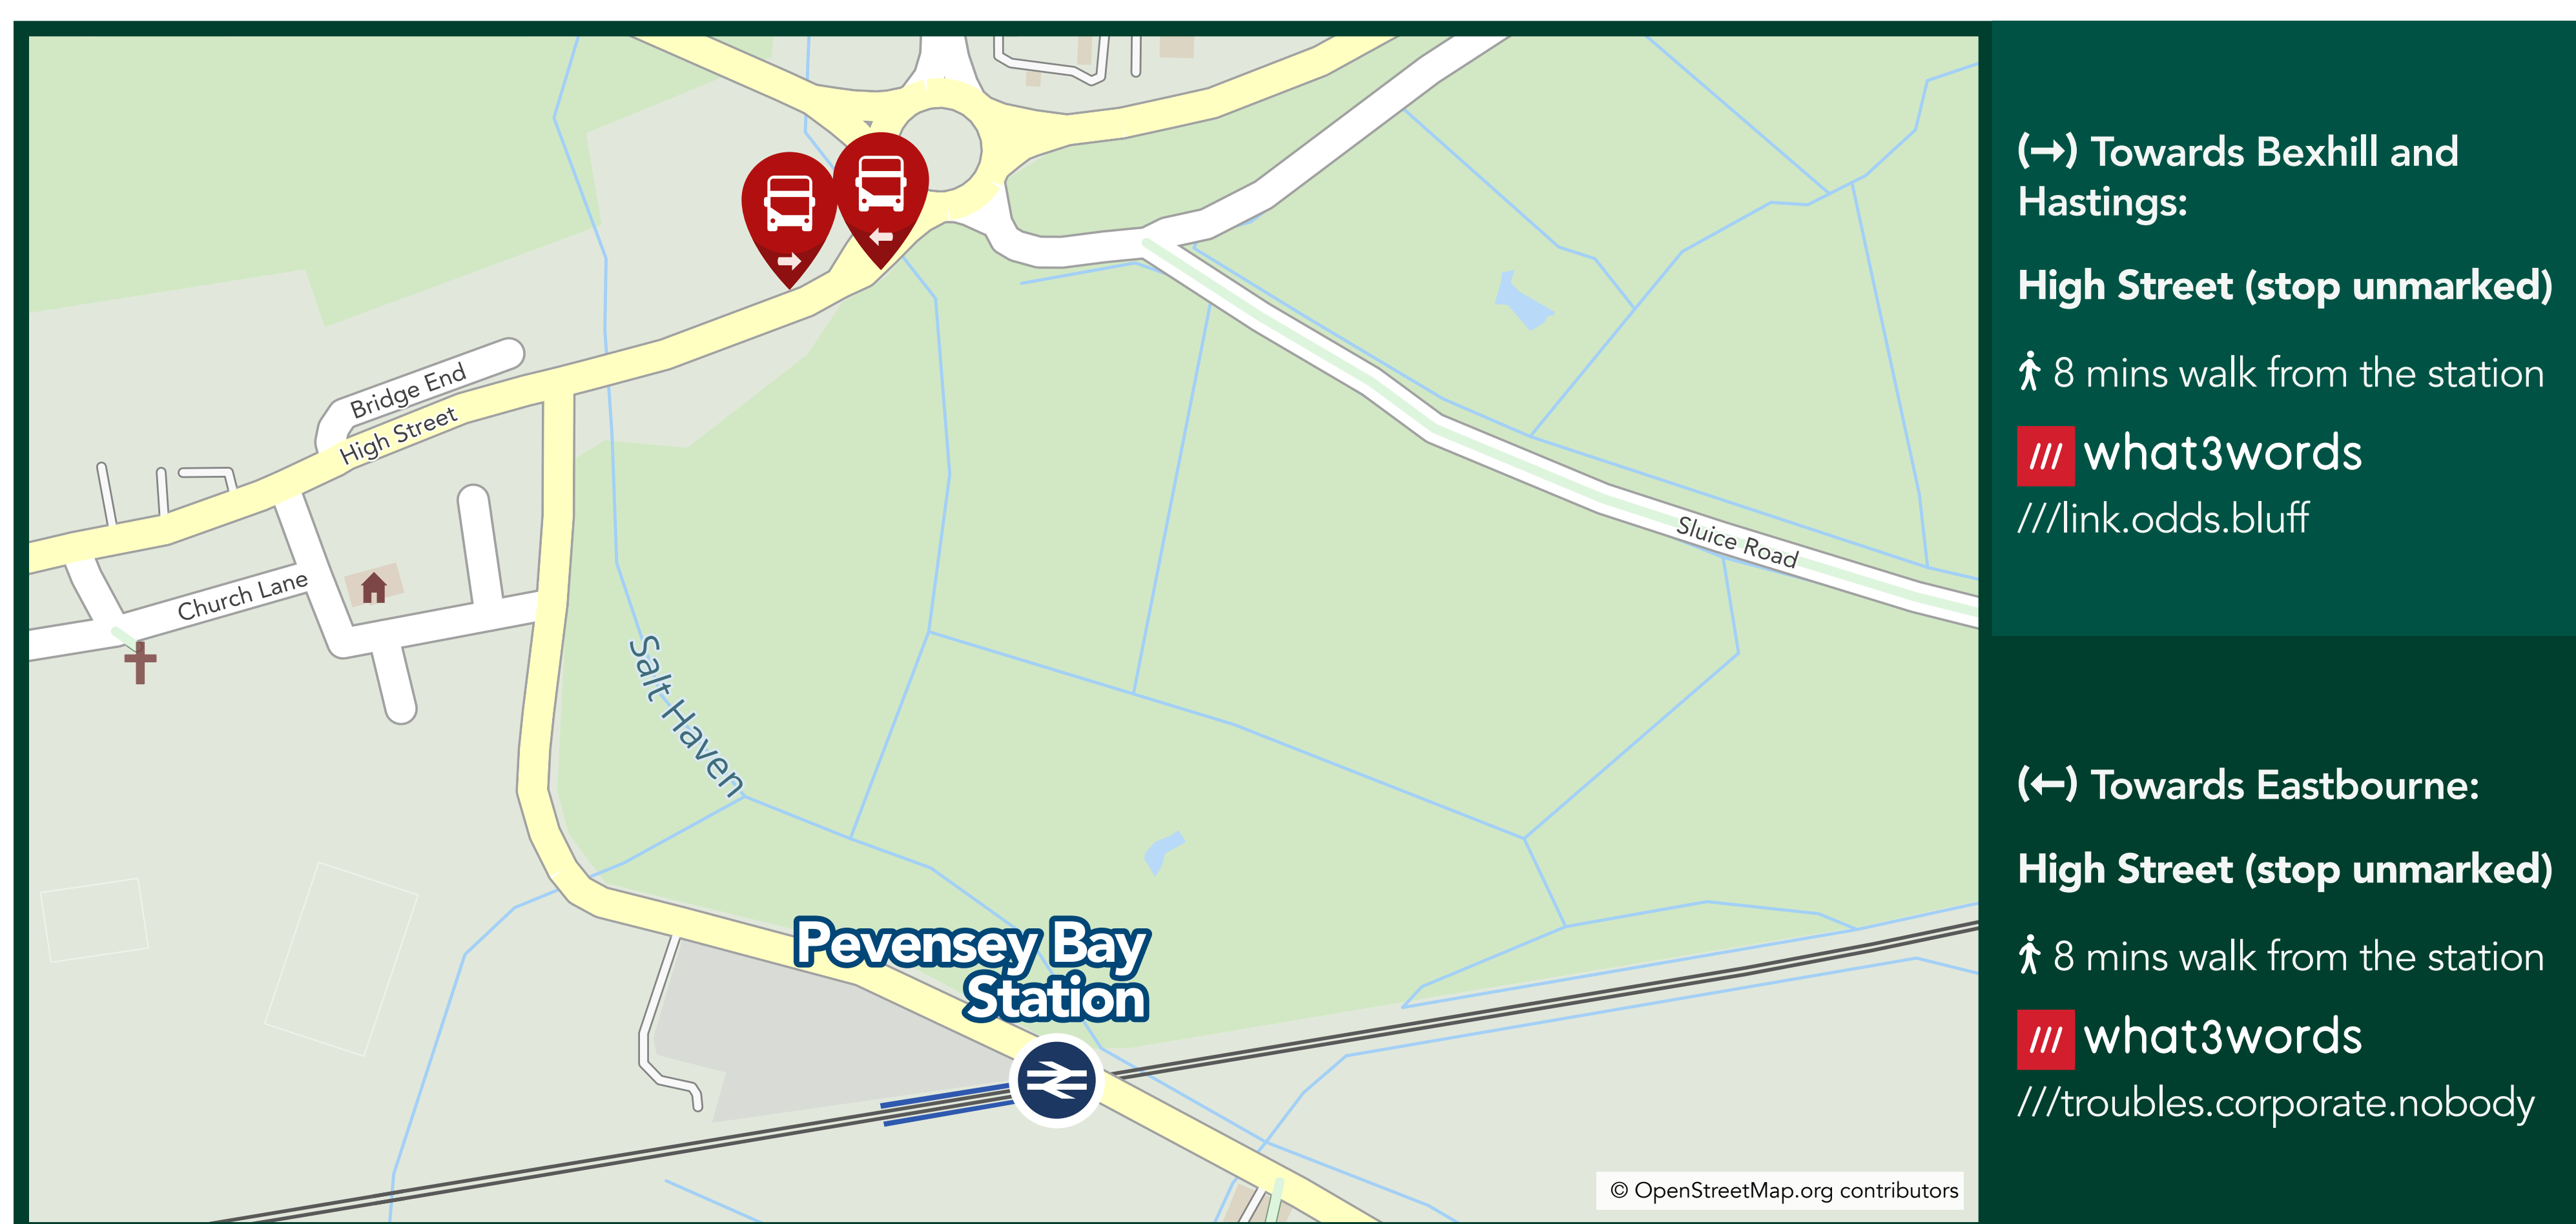 Bridge End
High Street
Church Lane
Salt Haven
Sluice Road
Pevensey Bay
Station
© OpenStreetMap.org contributors
(→) Towards Bexhill and
Hastings:
High Street (stop unmarked)
8 mins walk from the station
/// what3words
///link.odds.bluff
(←) Towards Eastbourne:
High Street (stop unmarked)
8 mins walk from the station
/// what3words
///troubles.corporate.nobody